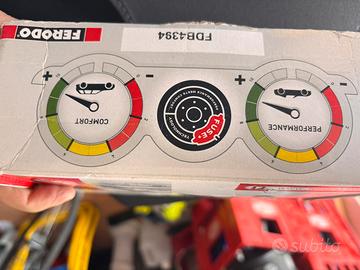 FERODO
FDB4394
COMFORT
PERFORMANCE
FUSE+
TECHNOLOGY
subito